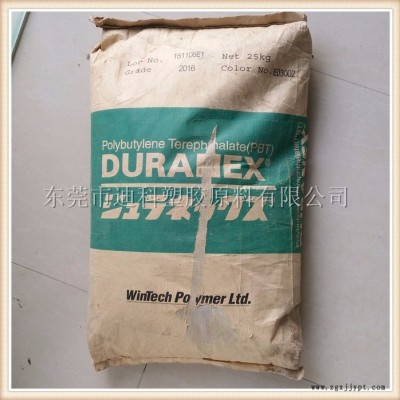 Lot No. 151106E1 Net 25kg
Grade 2016 Color No. ED3002
Polybutylene Terephthalate(PBT)
DURANEX®
东莞市迪科塑胶原料有限公司
ジュラネックス
WinTech Polymer Ltd.
www.zgxjjypt.com